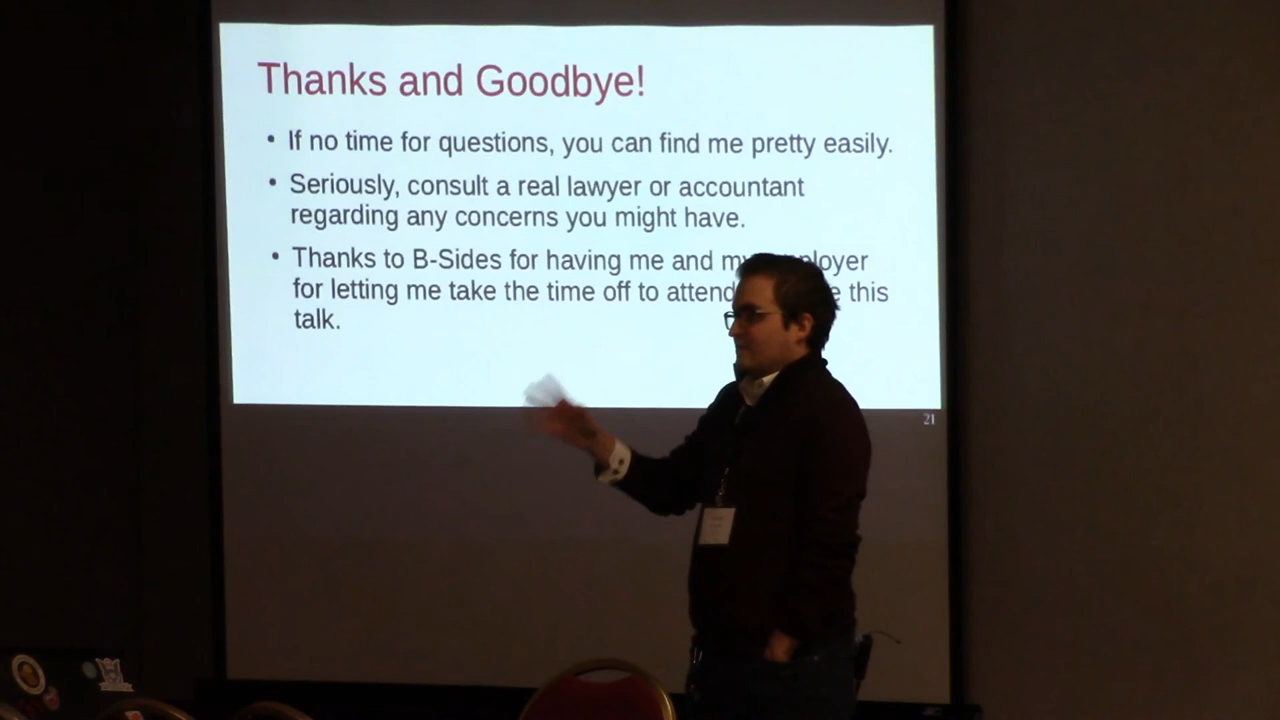 Thanks and Goodbye!
• If no time for questions, you can find me pretty easily.
• Seriously, consult a real lawyer or accountant
regarding any concerns you might have.
• Thanks to B-Sides for having me and my
for letting me take the time off to attend this
talk.
21